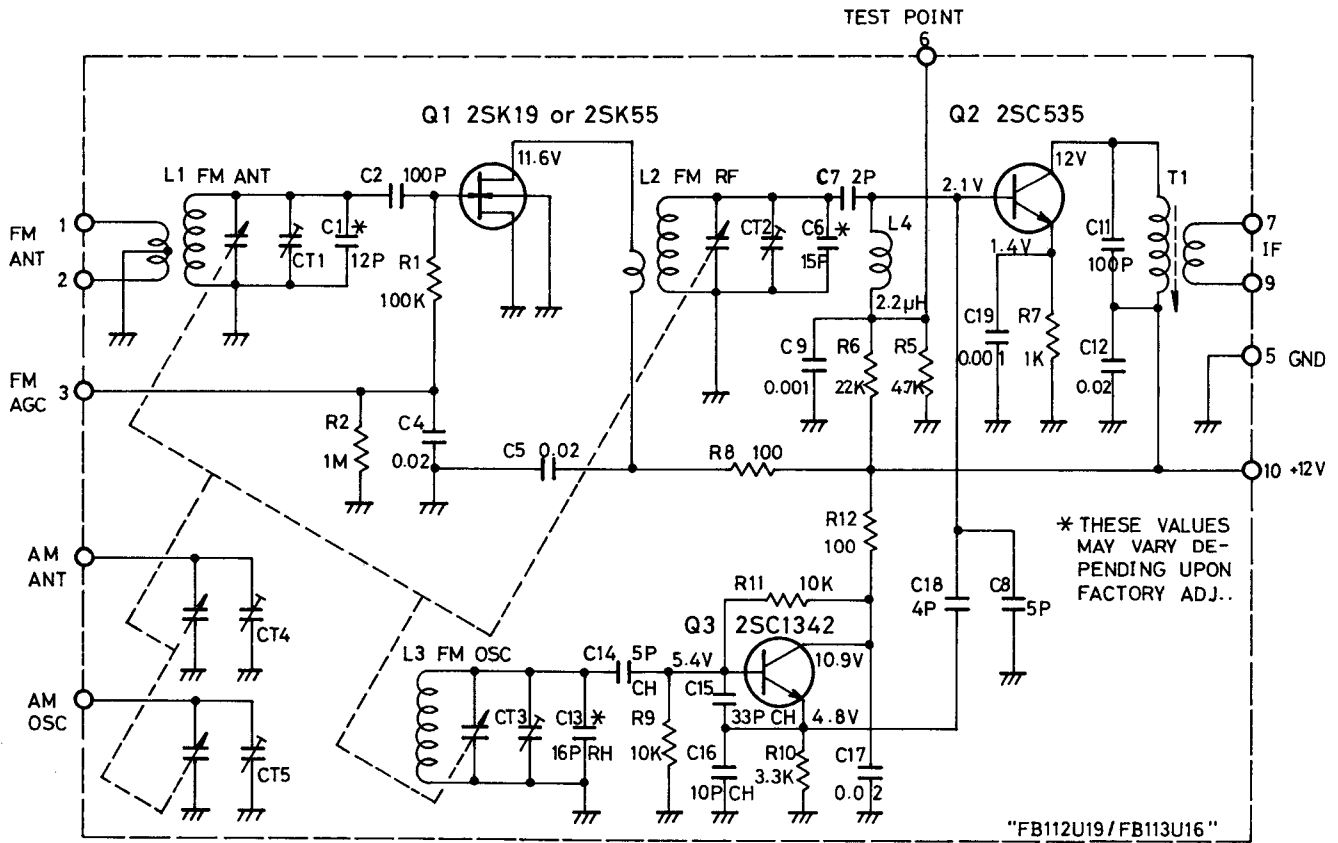 TEST POINT
6
Q1 2SK19 or 2SK55
Q2 2SC535
11.6V
12V
L1 FM ANT
C2 100P
L2 FM RF
C7 2P
2.1V
T1
1
FM
ANT
2
CT1
C1*
12P
R1
100K
CT2
C6*
15P
L4
2.2µH
1.4V
C11
100P
7
IF
9
C9
0.001
R6
22K
R5
4.7K
C19
0.001
R7
1K
C12
0.02
5 GND
FM
AGC
3
R2
1M
C4
0.02
C5 0.02
R8 100
10 +12V
R12
100
* THESE VALUES
MAY VARY DE-
PENDING UPON
FACTORY ADJ..
AM
ANT
CT4
R11 10K
C18
4P
C8
5P
Q3 2SC1342
L3 FM OSC
C14 5P
CH
5.4V
10.9V
AM
OSC
CT5
CT3
C13*
16P RH
R9
10K
C15
33P CH
4.8V
C16
10P CH
R10
3.3K
C17
0.02
"FB112U19/FB113U16"